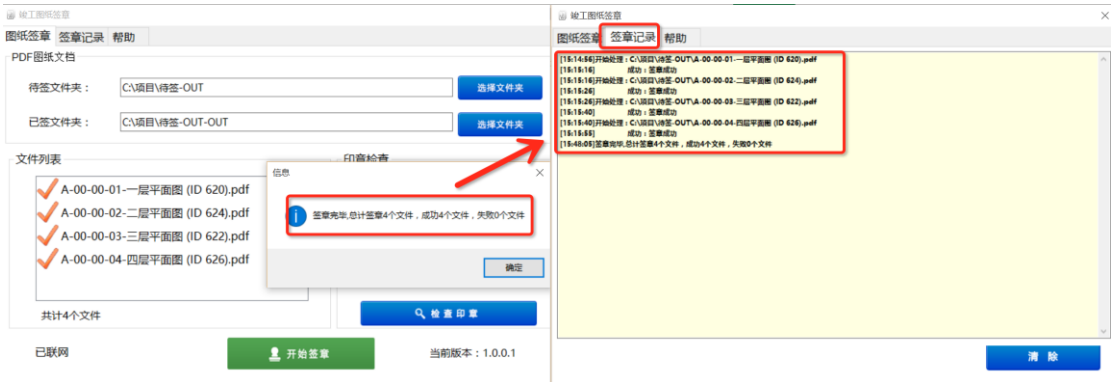 竣工图纸签章
图纸签章 签章记录 帮助
PDF图纸文档
待签文件夹： C:\项目\待签-OUT 选择文件夹
已签文件夹： C:\项目\待签-OUT-OUT 选择文件夹
文件列表 印章检查
A-00-00-01-一层平面图 (ID 620).pdf
A-00-00-02-二层平面图 (ID 624).pdf
A-00-00-03-三层平面图 (ID 622).pdf
A-00-00-04-四层平面图 (ID 626).pdf
共计4个文件
信息
签章完毕,总计签章4个文件，成功4个文件，失败0个文件
确定
检查印章
已联网 开始签章 当前版本：1.0.0.1
竣工图纸签章
图纸签章 签章记录 帮助
[15:14:56]开始处理：C:\项目\待签-OUT\A-00-00-01-一层平面图 (ID 620).pdf
[15:15:16] 成功：签章成功
[15:15:16]开始处理：C:\项目\待签-OUT\A-00-00-02-二层平面图 (ID 624).pdf
[15:15:26] 成功：签章成功
[15:15:26]开始处理：C:\项目\待签-OUT\A-00-00-03-三层平面图 (ID 622).pdf
[15:15:40] 成功：签章成功
[15:15:40]开始处理：C:\项目\待签-OUT\A-00-00-04-四层平面图 (ID 626).pdf
[15:15:55] 成功：签章成功
[15:48:05]签章完毕,总计签章4个文件，成功4个文件，失败0个文件
清 除